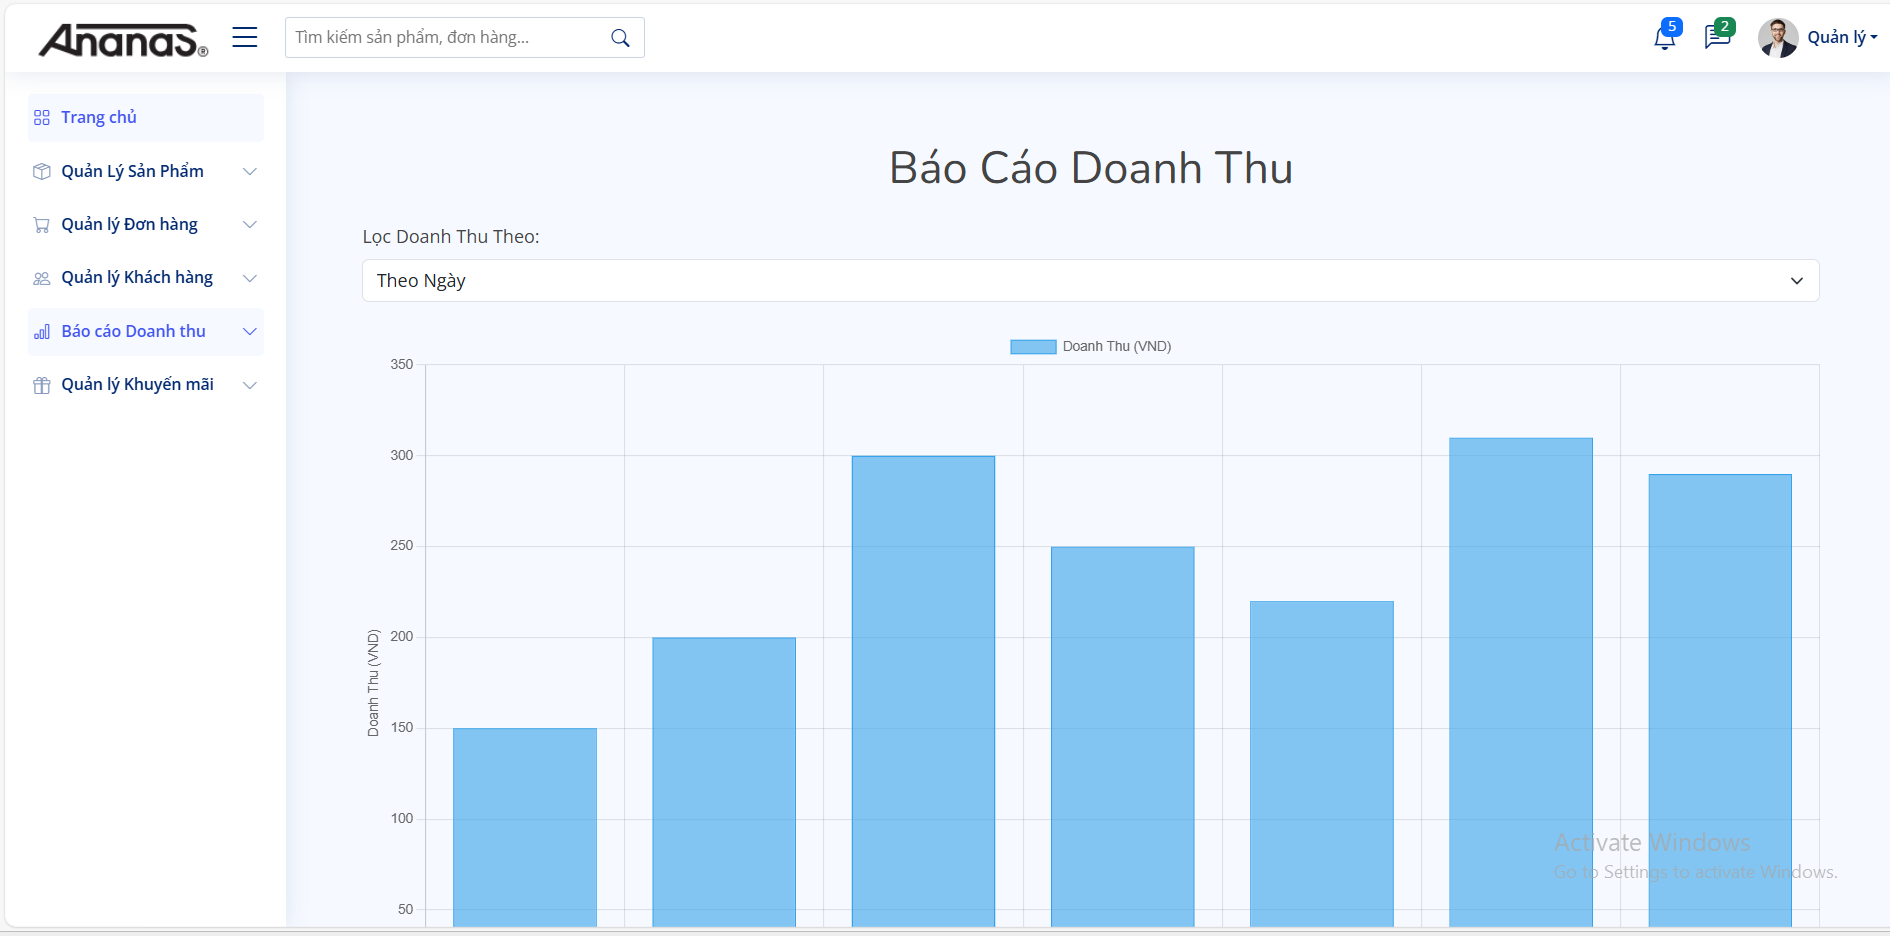 Ananas®
Tìm kiếm sản phẩm, đơn hàng...
5
2
Quản lý
Trang chủ
Quản Lý Sản Phẩm
Quản lý Đơn hàng
Quản lý Khách hàng
Báo cáo Doanh thu
Quản lý Khuyến mãi
Báo Cáo Doanh Thu
Lọc Doanh Thu Theo:
Theo Ngày
Doanh Thu (VND)
350
300
250
200
150
100
50
Doanh Thu (VND)
Activate Windows
Go to Settings to activate Windows.